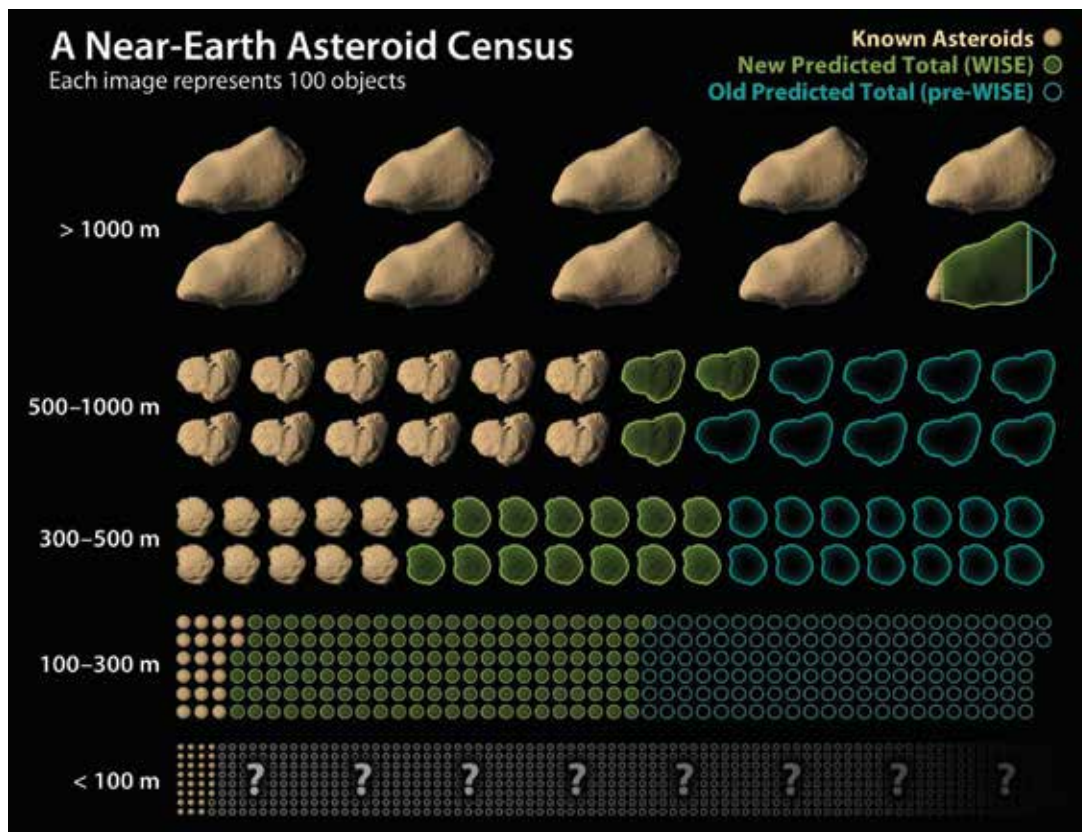 A Near-Earth Asteroid Census
Each image represents 100 objects
Known Asteroids
New Predicted Total (WISE)
Old Predicted Total (pre-WISE)
> 1000 m
500–1000 m
300–500 m
100–300 m
< 100 m
? ? ? ? ? ? ? ?